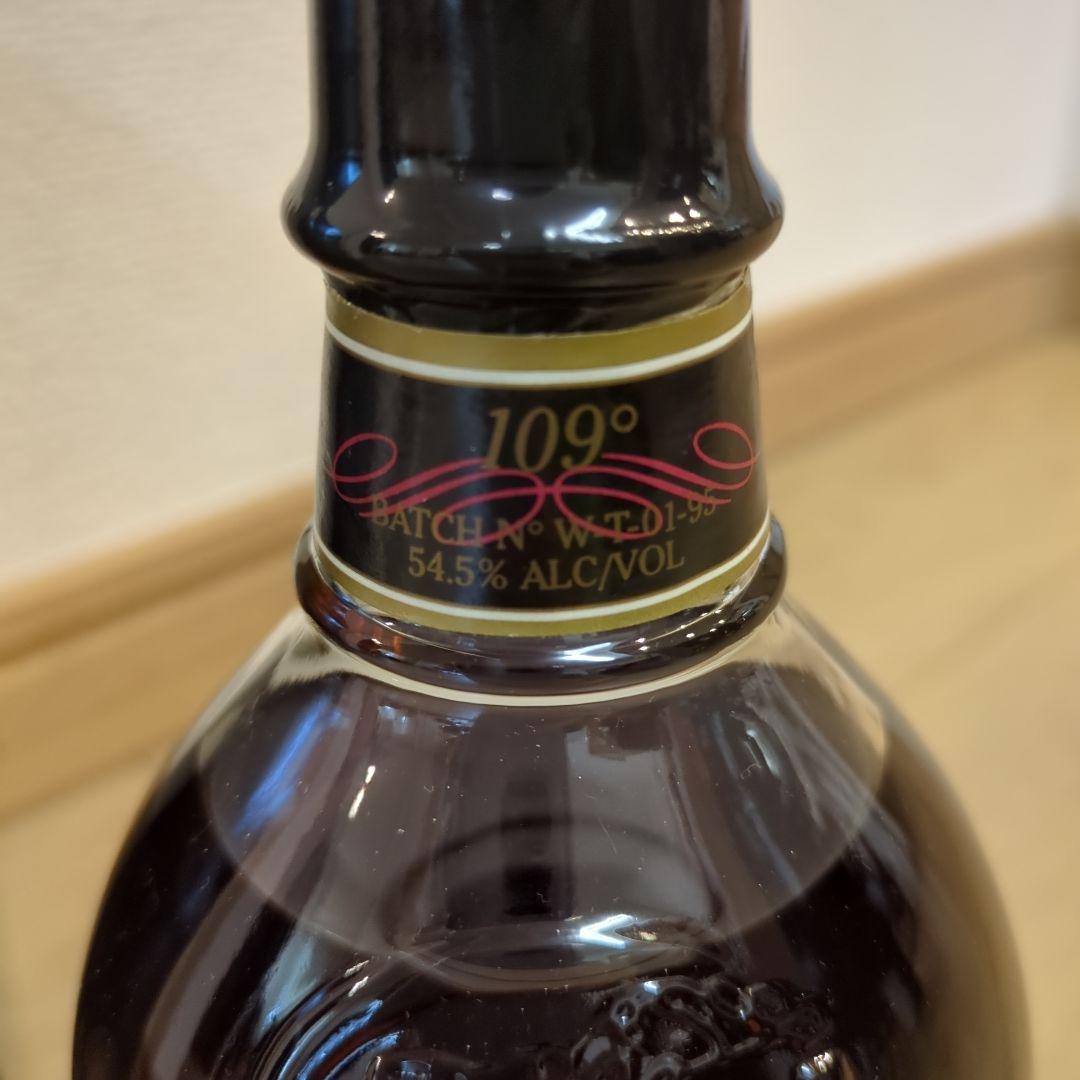 109°
BATCH N° W-T-01-95
54.5% ALC/VOL